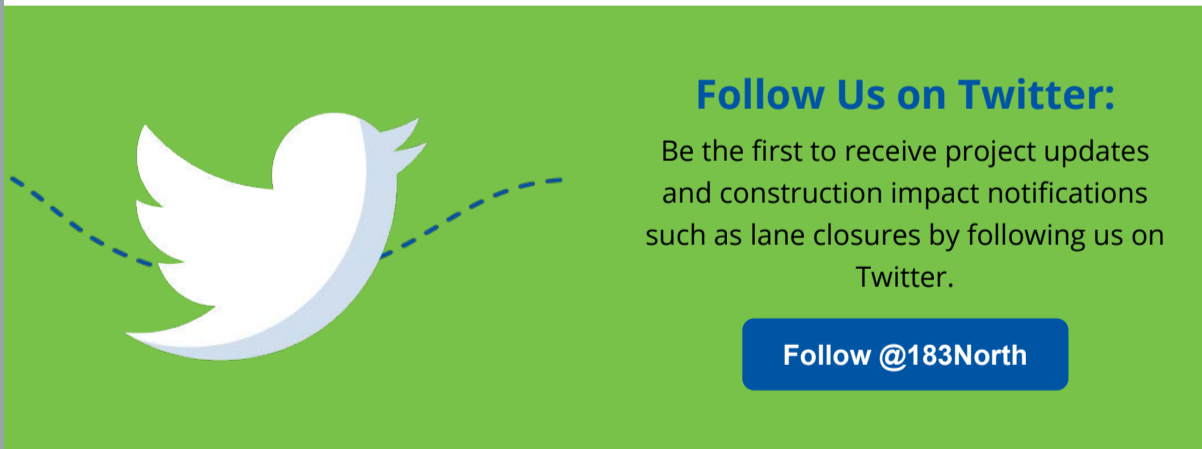 Follow Us on Twitter:
Be the first to receive project updates
and construction impact notifications
such as lane closures by following us on
Twitter.
Follow @183North